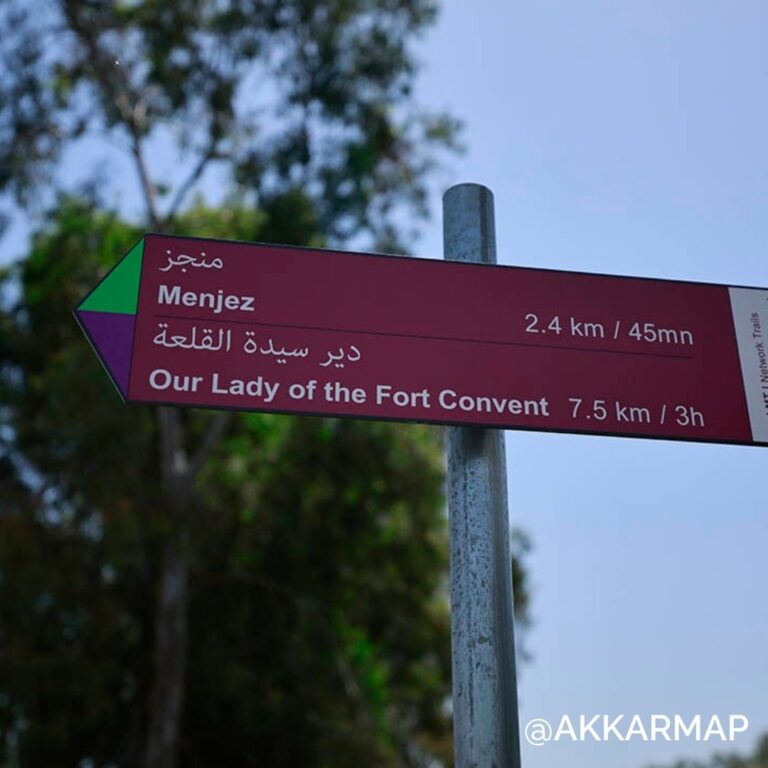 منجز
Menjez
2.4 km / 45mn
دير سيدة القلعة
Our Lady of the Fort Convent 7.5 km / 3h
LMT | Network Trails
@AKKARMAP